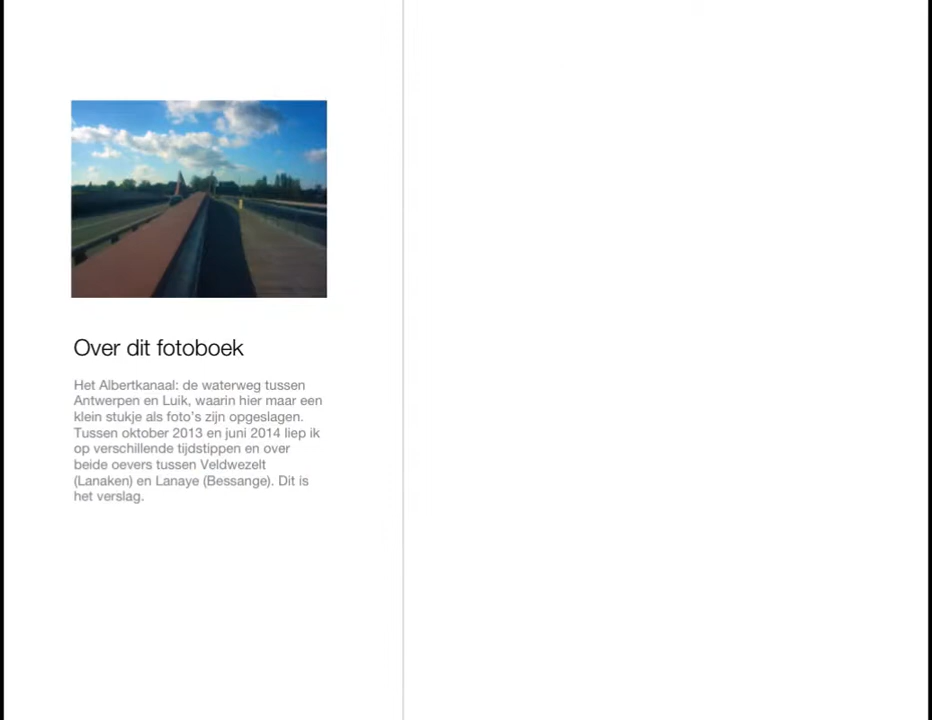 Over dit fotoboek
Het Albertkanaal: de waterweg tussen
Antwerpen en Luik, waarin hier maar een
klein stukje als foto's zijn opgeslagen.
Tussen oktober 2013 en juni 2014 liep ik
op verschillende tijdstippen en over
beide oevers tussen Veldwezelt
(Lanaken) en Lanaye (Bessange). Dit is
het verslag.